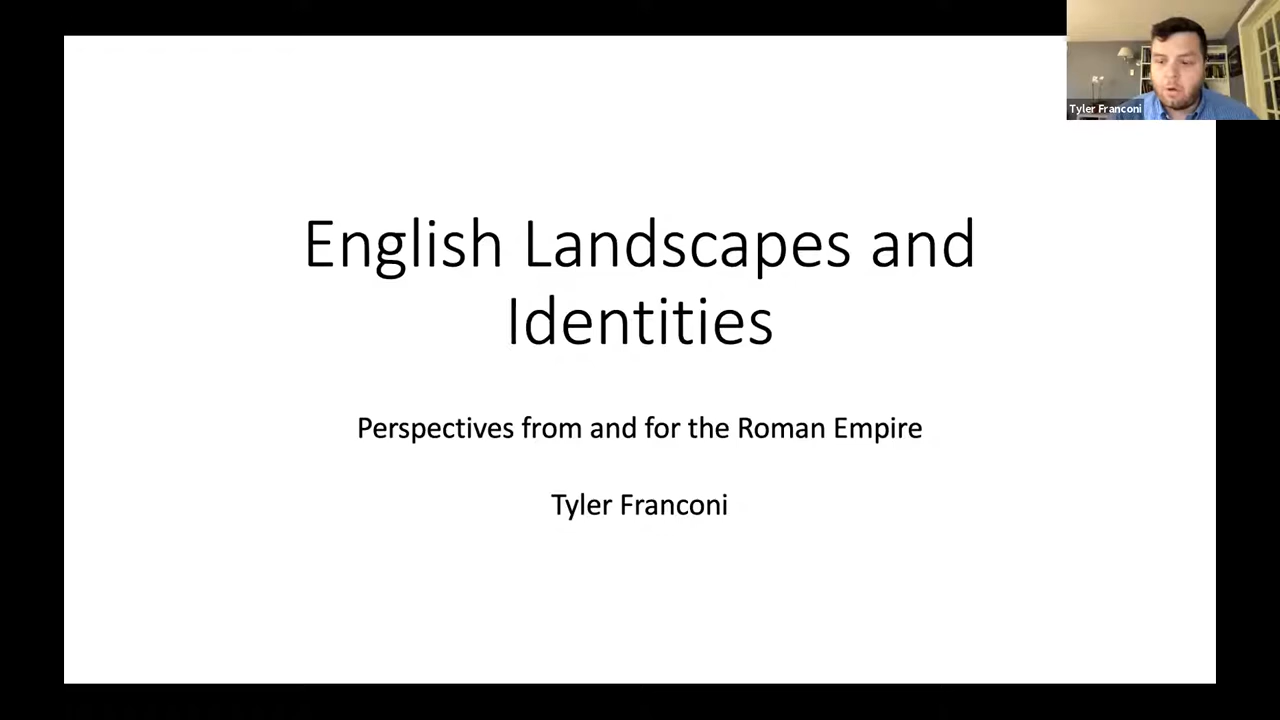 Tyler Franconi
English Landscapes and
Identities
Perspectives from and for the Roman Empire
Tyler Franconi